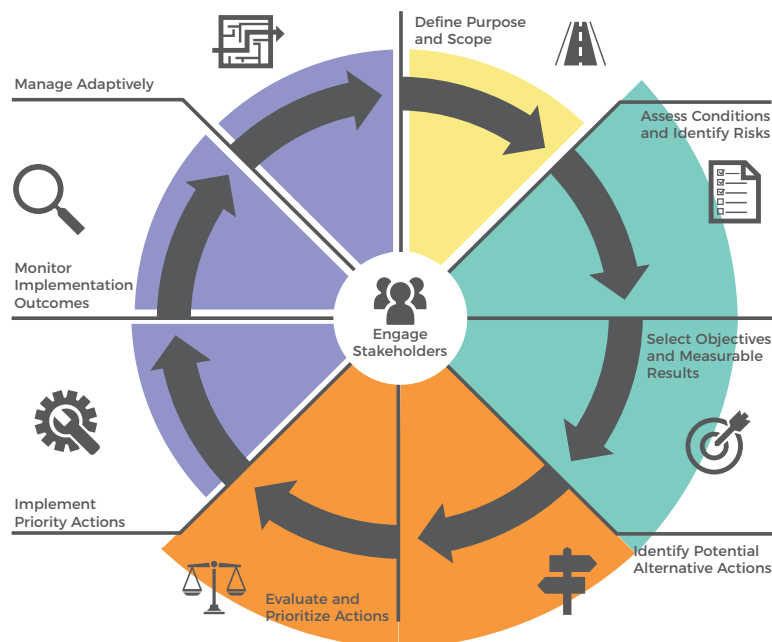 Define Purpose
and Scope
Assess Conditions
and Identify Risks
Select Objectives
and Measurable
Results
Identify Potential
Alternative Actions
Evaluate and
Prioritize Actions
Implement
Priority Actions
Monitor
Implementation
Outcomes
Manage Adaptively
Engage
Stakeholders